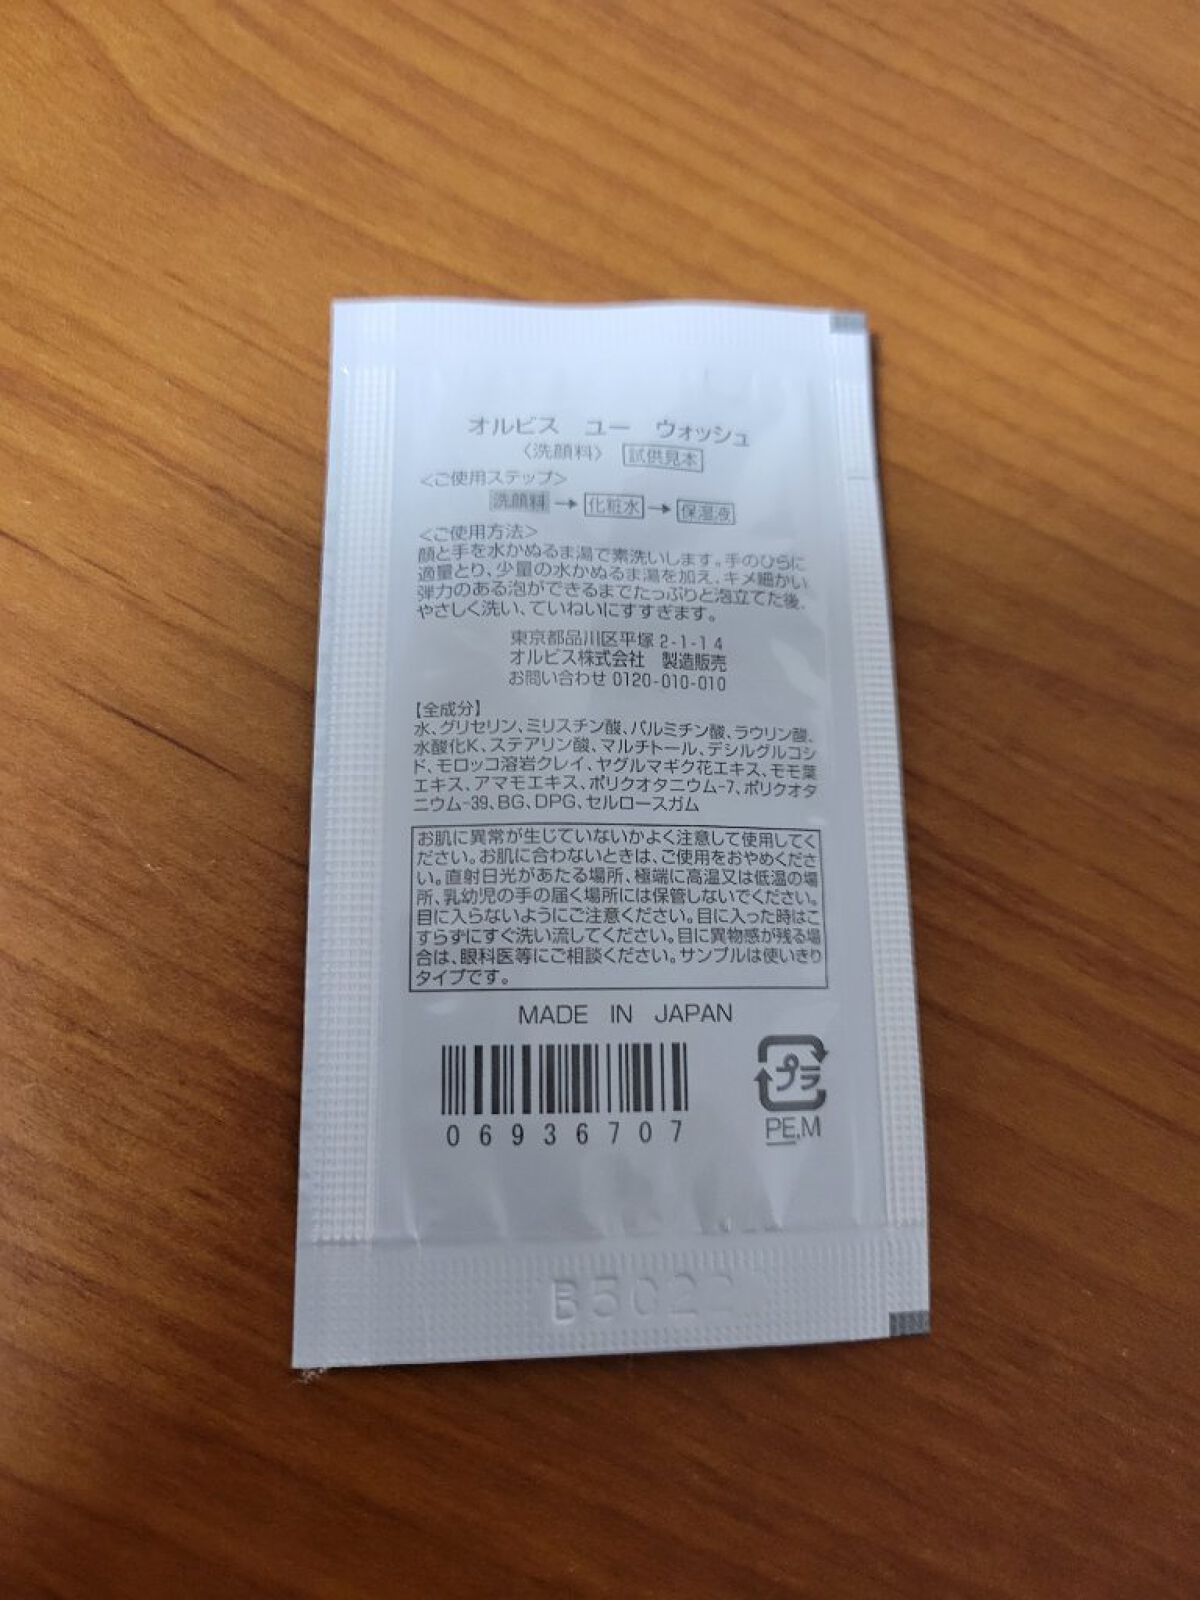 オルビス ユー ウォッシュ
〈洗顔料〉 試供見本
<ご使用ステップ>
洗顔料→化粧水→保湿液
<ご使用方法>
顔と手を水かぬるま湯で素洗いします。手のひらに
適量とり、少量の水かぬるま湯を加え、キメ細かい
弾力のある泡ができるまでたっぷりと泡立てた後、
やさしく洗い、ていねいにすすぎます。
東京都品川区平塚 2-1-14
オルビス株式会社 製造販売
お問い合わせ 0120-010-010
【全成分】
水、グリセリン、ミリスチン酸、パルミチン酸、ラウリン酸、
水酸化K、ステアリン酸、マルチトール、デシルグルコシ
ド、モロッコ溶岩クレイ、ヤグルマギク花エキス、モモ葉
エキス、アマモエキス、ポリクオタニウム-7、ポリクオタ
ニウム-39、BG、DPG、セルロースガム
お肌に異常が生じていないかよく注意して使用してく
ださい。お肌に合わないときは、ご使用をおやめくださ
い。直射日光があたる場所、極端に高温又は低温の場
所、乳幼児の手の届く場所には保管しないでください。
目に入らないようにご注意ください。目に入った時はこ
すらずにすぐ洗い流してください。目に異物感が残る場
合は、眼科医等にご相談ください。サンプルは使いきり
タイプです。
MADE IN JAPAN
06936707
プラ
PE,M
B5022